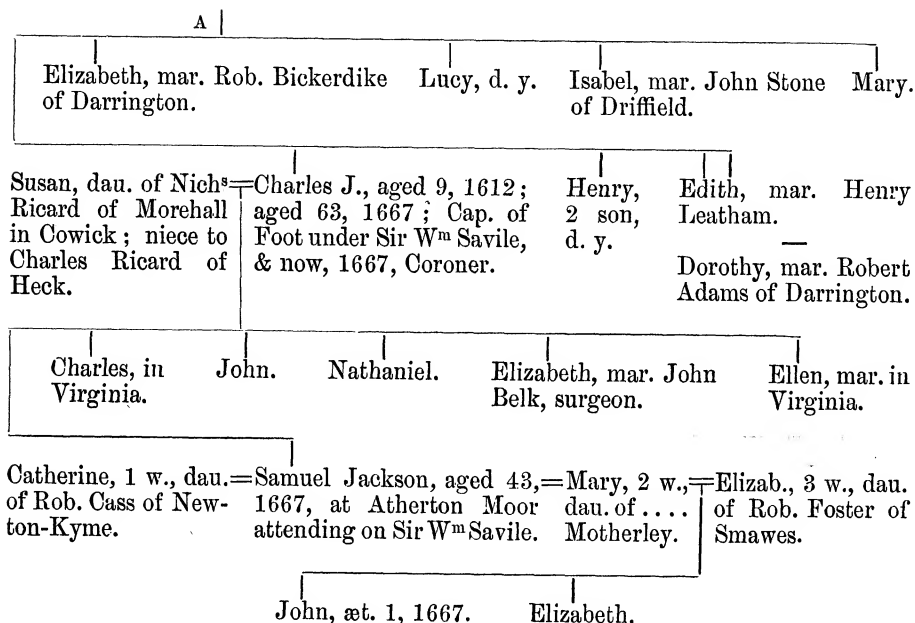 A
Elizabeth, mar. Rob. Bickerdike
of Darrington.
Lucy, d. y.
Isabel, mar. John Stone
of Driffield.
Mary.
Susan, dau. of Nichˢ
Ricard of Morehall
in Cowick ; niece to
Charles Ricard of
Heck.
=
Charles J., aged 9, 1612 ;
aged 63, 1667 ; Cap. of
Foot under Sir Wᵐ Savile,
& now, 1667, Coroner.
Henry,
2 son,
d. y.
Edith, mar. Henry
Leatham.
—
Dorothy, mar. Robert
Adams of Darrington.
Charles, in
Virginia.
John.
Nathaniel.
Elizabeth, mar. John
Belk, surgeon.
Ellen, mar. in
Virginia.
Catherine, 1 w., dau.
of Rob. Cass of New-
ton-Kyme.
=
Samuel Jackson, aged 43,
1667, at Atherton Moor
attending on Sir Wᵐ Savile.
=
Mary, 2 w.,
dau. of . . . .
Motherley.
=
Elizab., 3 w., dau.
of Rob. Foster of
Smawes.
John, æt. 1, 1667.
Elizabeth.